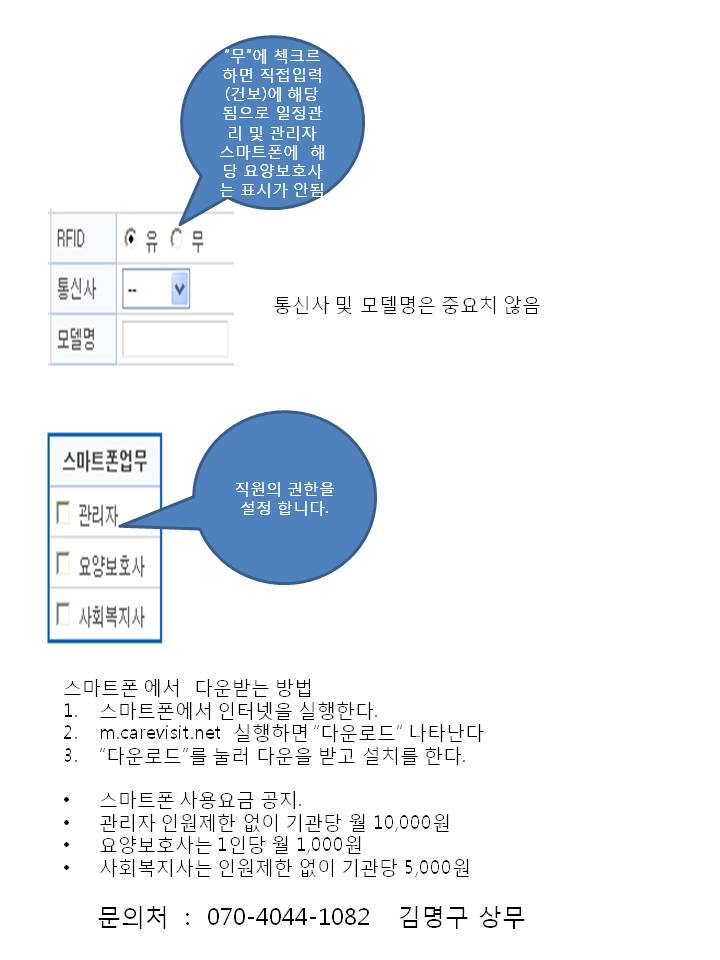 "무"에 첵크르
하면 직접입력
(건보)에 해당
됨으로 일정관
리 및 관리자
스마트폰에 해
당 요양보호사
는 표시가 안됨
RFID 유 무
통신사 --
통신사 및 모델명은 중요치 않음
모델명
스마트폰업무
직원의 권한을
설정 합니다.
관리자
요양보호사
사회복지사
스마트폰 에서 다운받는 방법
1. 스마트폰에서 인터넷을 실행한다.
2. m.carevisit.net 실행하면 "다운로드" 나타난다
3. "다운로드"를 눌러 다운을 받고 설치를 한다.
• 스마트폰 사용요금 공지.
• 관리자 인원제한 없이 기관당 월 10,000원
• 요양보호사는 1인당 월 1,000원
• 사회복지사는 인원제한 없이 기관당 5,000원
문의처 : 070-4044-1082 김명구 상무